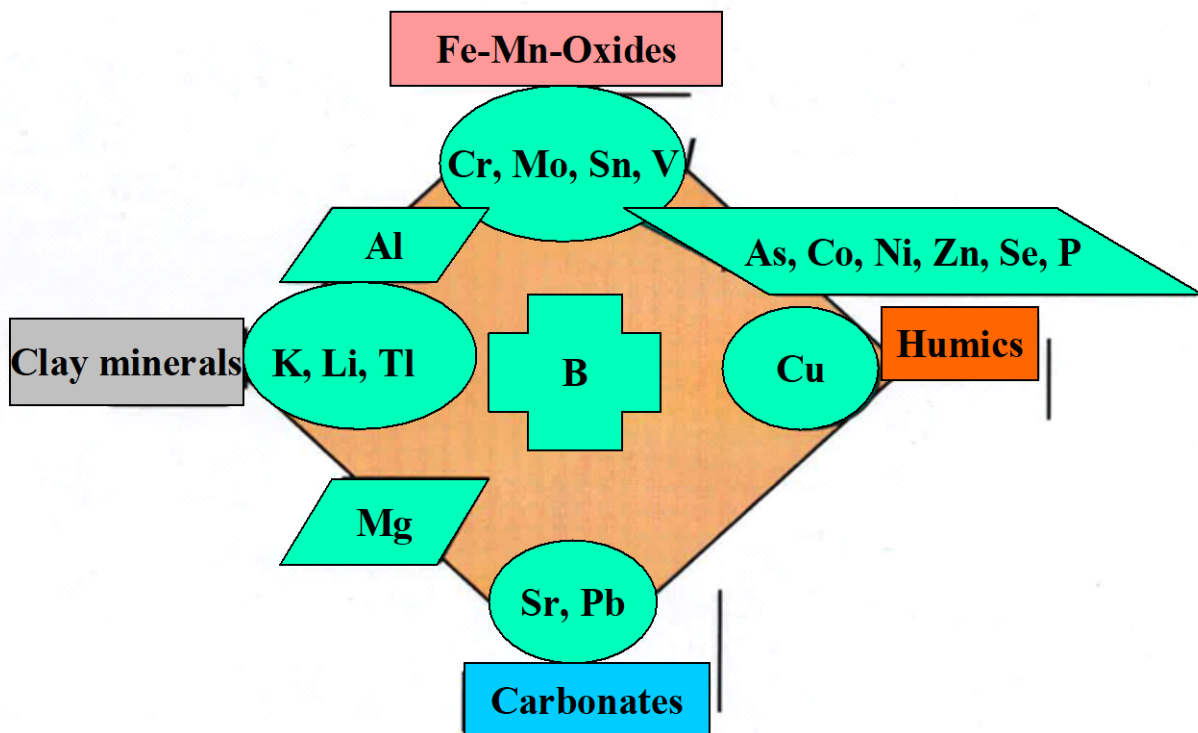 Fe-Mn-Oxides
Cr, Mo, Sn, V
Al
As, Co, Ni, Zn, Se, P
Clay minerals
K, Li, Tl
B
Cu
Humics
Mg
Sr, Pb
Carbonates